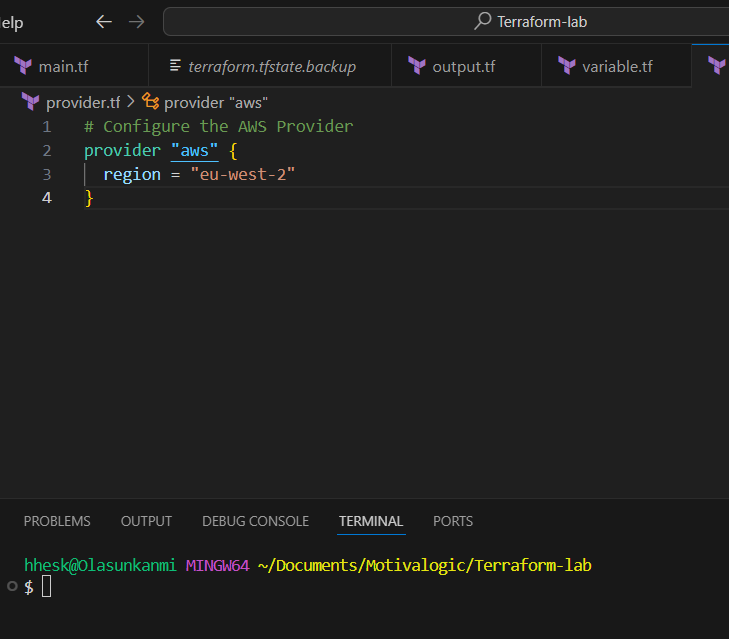 elp
Terraform-lab
main.tf
terraform.tfstate.backup
output.tf
variable.tf
provider.tf > provider "aws"
1 # Configure the AWS Provider
2 provider "aws" {
3 region = "eu-west-2"
4 }
PROBLEMS OUTPUT DEBUG CONSOLE TERMINAL PORTS
hhesk@Olasunkanmi MINGW64 ~/Documents/Motivalogic/Terraform-lab
$